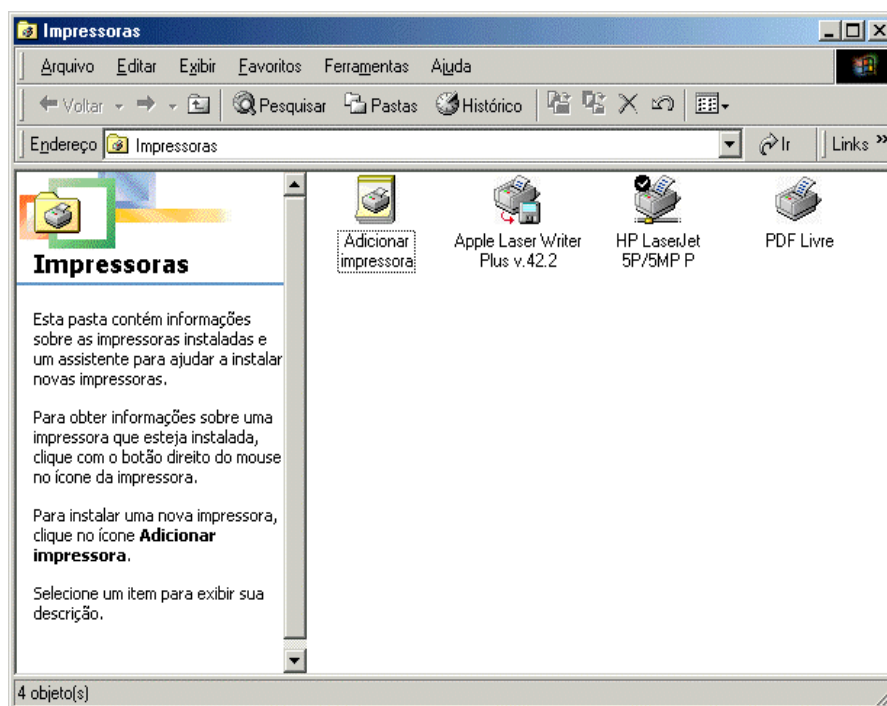 Impressoras
Arquivo Editar Exibir Favoritos Ferramentas Ajuda
Voltar Pesquisar Pastas Histórico
Endereço Impressoras Ir Links »
Adicionar impressora
Apple Laser Writer Plus v.42.2
HP LaserJet 5P/5MP P
PDF Livre
Impressoras
Esta pasta contém informações
sobre as impressoras instaladas e
um assistente para ajudar a instalar
novas impressoras.
Para obter informações sobre uma
impressora que esteja instalada,
clique com o botão direito do mouse
no ícone da impressora.
Para instalar uma nova impressora,
clique no ícone Adicionar
impressora.
Selecione um item para exibir sua
descrição.
4 objeto(s)